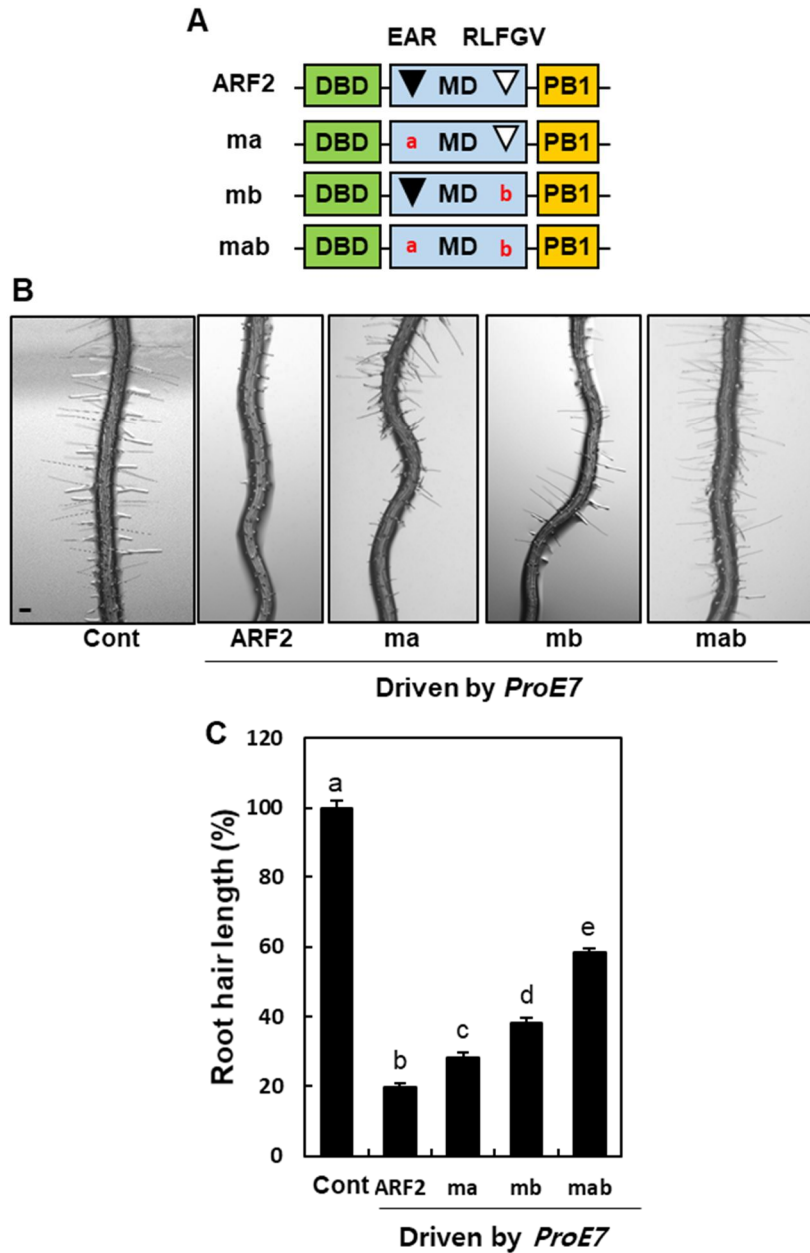 A
EAR RLFGV
ARF2 DBD MD PB1
ma DBD a MD PB1
mb DBD MD b PB1
mab DBD a MD b PB1
B
Cont ARF2 ma mb mab
Driven by ProE7
C
Root hair length (%)
120
100
80
60
40
20
0
a
b
c
d
e
Cont ARF2 ma mb mab
Driven by ProE7